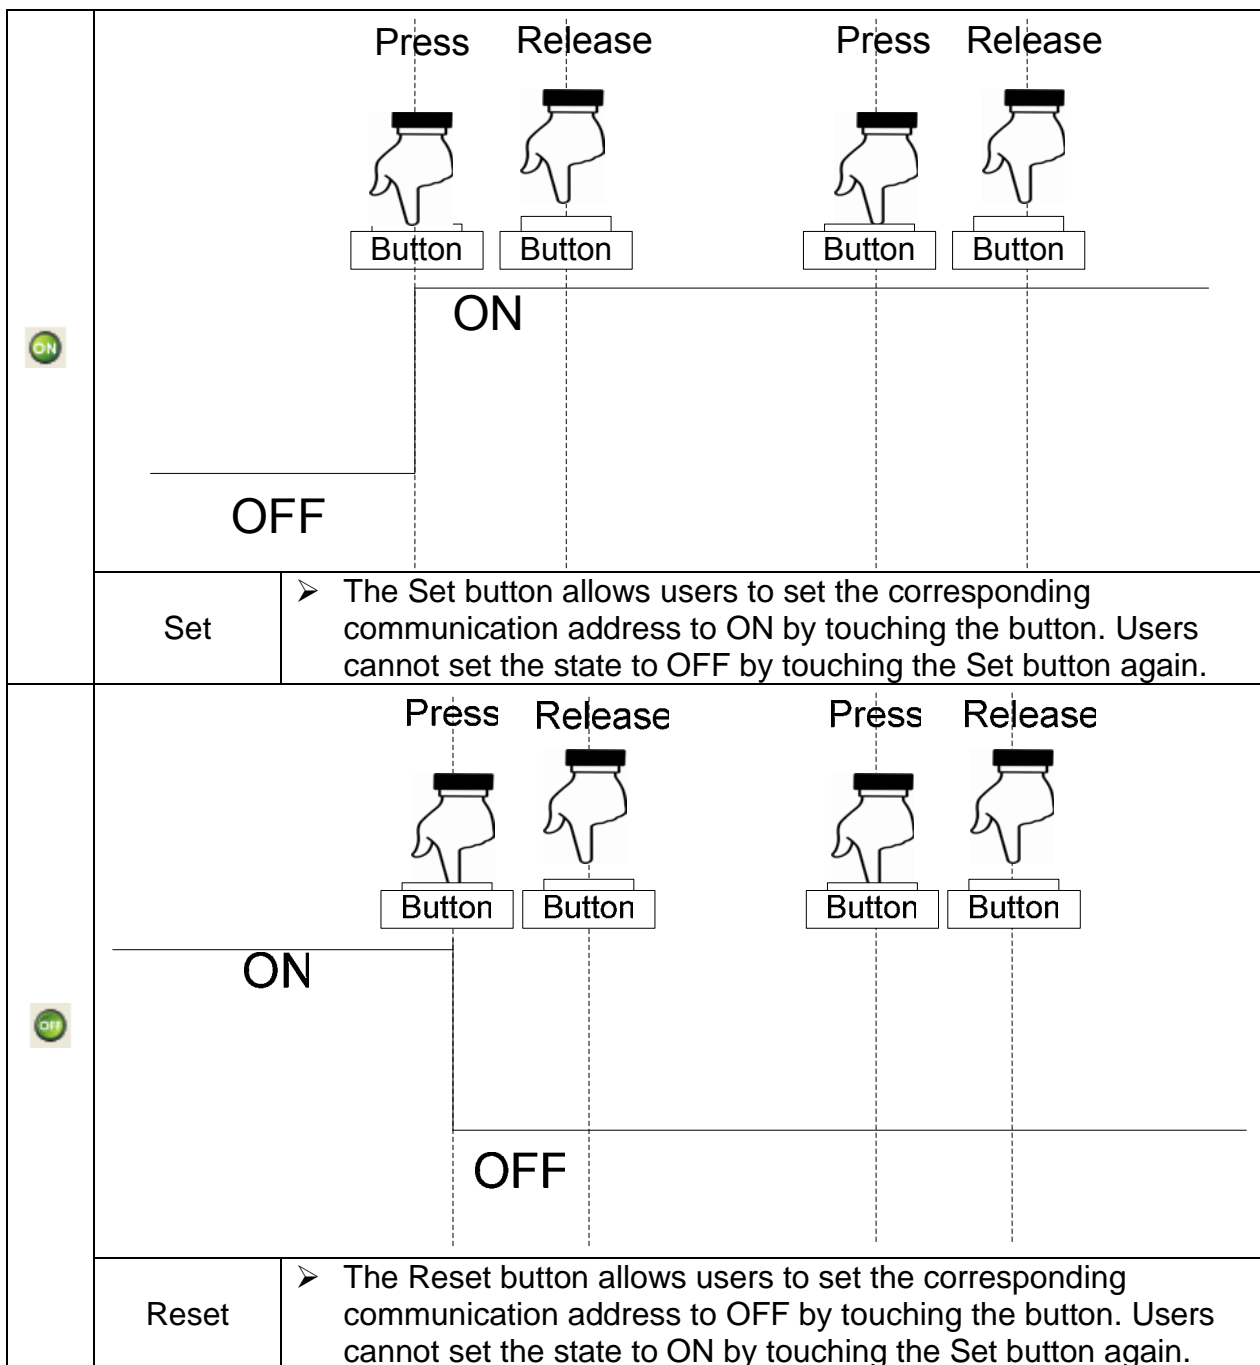 Press Release Press Release
Button Button Button Button
ON
ON
OFF
Set
➢ The Set button allows users to set the corresponding
communication address to ON by touching the button. Users
cannot set the state to OFF by touching the Set button again.
Press Release Press Release
Button Button Button Button
ON
OFF
OFF
Reset
➢ The Reset button allows users to set the corresponding
communication address to OFF by touching the button. Users
cannot set the state to ON by touching the Set button again.